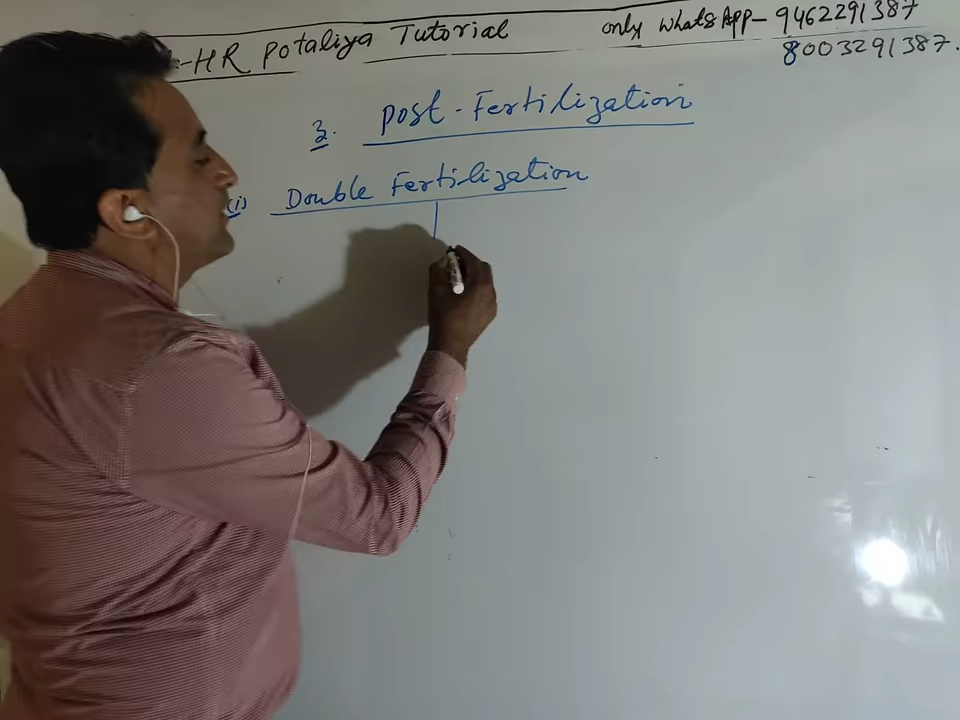 -HR Potaliya Tutorial only WhatsApp- 9462291387
8003291387.
3. Post-Fertilization
(i) Double Fertilization